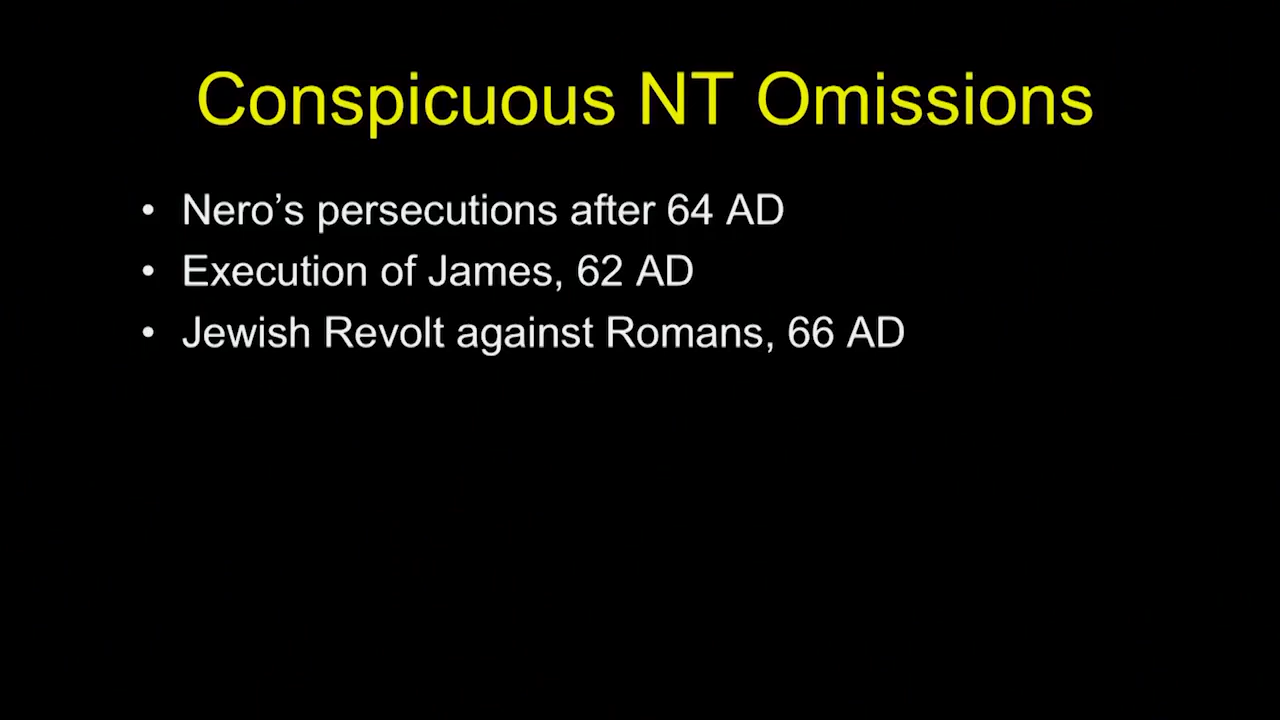 Conspicuous NT Omissions
• Nero’s persecutions after 64 AD
• Execution of James, 62 AD
• Jewish Revolt against Romans, 66 AD